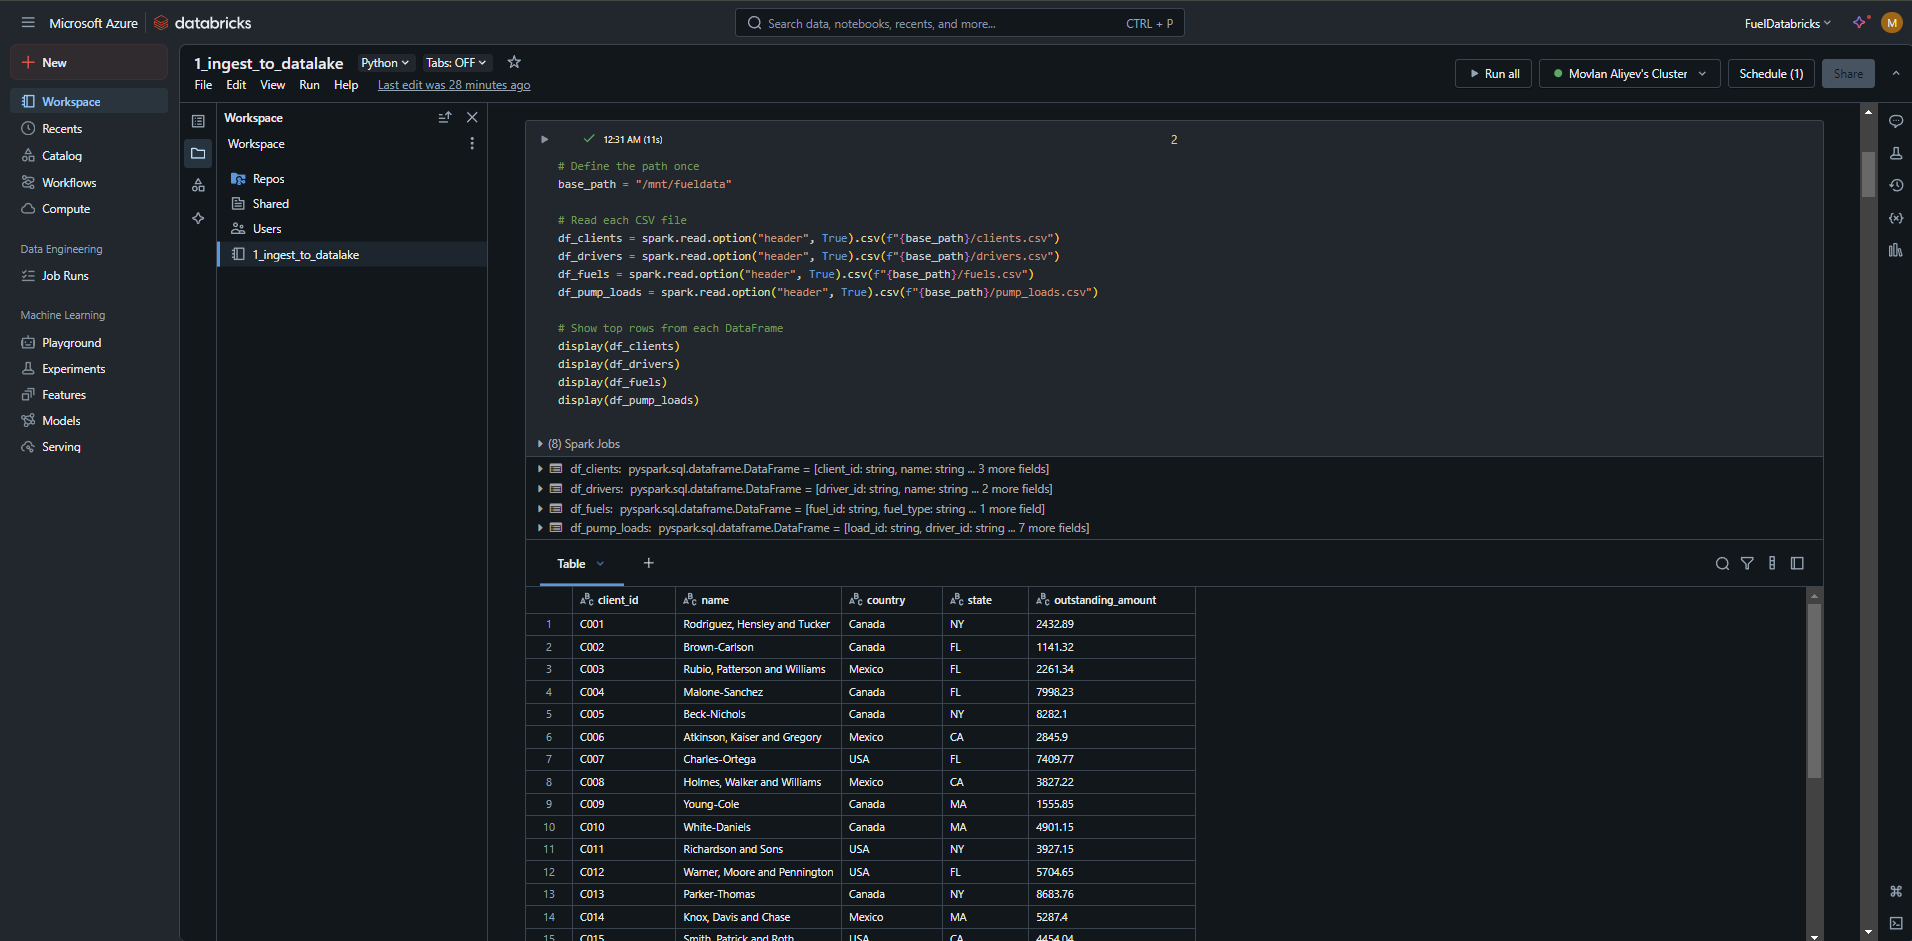 Microsoft Azure databricks
Search data, notebooks, recents, and more... CTRL + P
FuelDatabricks
M
New
Workspace
Recents
Catalog
Workflows
Compute
Data Engineering
Job Runs
Machine Learning
Playground
Experiments
Features
Models
Serving
1_ingest_to_datalake Python Tabs: OFF
File Edit View Run Help Last edit was 28 minutes ago
Run all Movlan Aliyev's Cluster Schedule (1) Share
Workspace
Workspace
Repos
Shared
Users
1_ingest_to_datalake
12:31 AM (11s) 2
# Define the path once
base_path = "/mnt/fueldata"
# Read each CSV file
df_clients = spark.read.option("header", True).csv(f"{base_path}/clients.csv")
df_drivers = spark.read.option("header", True).csv(f"{base_path}/drivers.csv")
df_fuels = spark.read.option("header", True).csv(f"{base_path}/fuels.csv")
df_pump_loads = spark.read.option("header", True).csv(f"{base_path}/pump_loads.csv")
# Show top rows from each DataFrame
display(df_clients)
display(df_drivers)
display(df_fuels)
display(df_pump_loads)
(8) Spark Jobs
df_clients: pyspark.sql.dataframe.DataFrame = [client_id: string, name: string ... 3 more fields]
df_drivers: pyspark.sql.dataframe.DataFrame = [driver_id: string, name: string ... 2 more fields]
df_fuels: pyspark.sql.dataframe.DataFrame = [fuel_id: string, fuel_type: string ... 1 more field]
df_pump_loads: pyspark.sql.dataframe.DataFrame = [load_id: string, driver_id: string ... 7 more fields]
Table +
client_id name country state outstanding_amount
1 C001 Rodriguez, Hensley and Tucker Canada NY 2432.89
2 C002 Brown-Carlson Canada FL 1141.32
3 C003 Rubio, Patterson and Williams Mexico FL 2261.34
4 C004 Malone-Sanchez Canada FL 7998.23
5 C005 Beck-Nichols Canada NY 8282.1
6 C006 Atkinson, Kaiser and Gregory Mexico CA 2845.9
7 C007 Charles-Ortega USA FL 7409.77
8 C008 Holmes, Walker and Williams Mexico CA 3827.22
9 C009 Young-Cole Canada MA 1555.85
10 C010 White-Daniels Canada MA 4901.15
11 C011 Richardson and Sons USA NY 3927.15
12 C012 Warner, Moore and Pennington USA FL 5704.65
13 C013 Parker-Thomas Canada NY 8683.76
14 C014 Knox, Davis and Chase Mexico MA 5287.4
15 C015 Smith, Patrick and Roth USA CA 4454.04